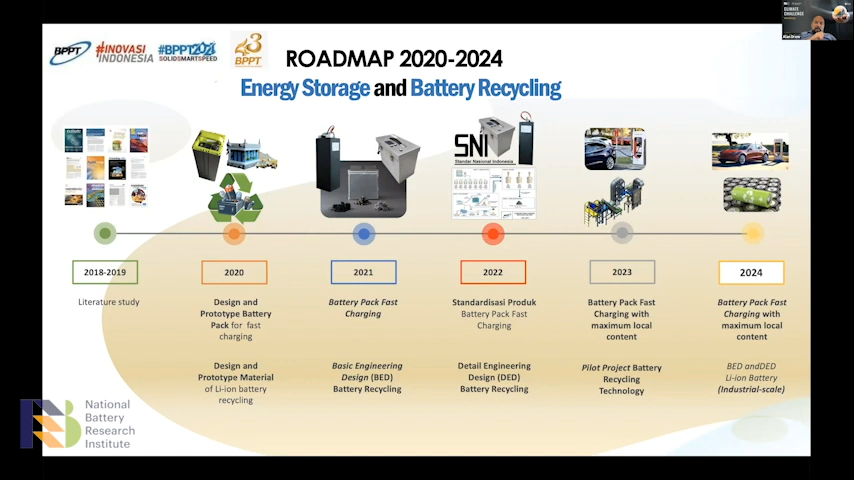 BPPT
#INOVASI
INDONESIA
#BPPT2021
SOLIDSMARTSPEED
43
BPPT
ROADMAP 2020-2024
Energy Storage and Battery Recycling
CLIMATE
CHALLENGE
SNI
Standar Nasional Indonesia
2018-2019
2020
2021
2022
2023
2024
Literature study
Design and
Prototype Battery
Pack for fast
charging
Battery Pack Fast
Charging
Standardisasi Produk
Battery Pack Fast
Charging
Battery Pack Fast
Charging with
maximum local
content
Battery Pack Fast
Charging with
maximum local
content
Design and
Prototype Material
of Li-ion battery
recycling
Basic Engineering
Design (BED)
Battery Recycling
Detail Engineering
Design (DED)
Battery Recycling
Pilot Project Battery
Recycling
Technology
BED andDED
Li-ion Battery
(Industrial-scale)
National
Battery
Research
Institute